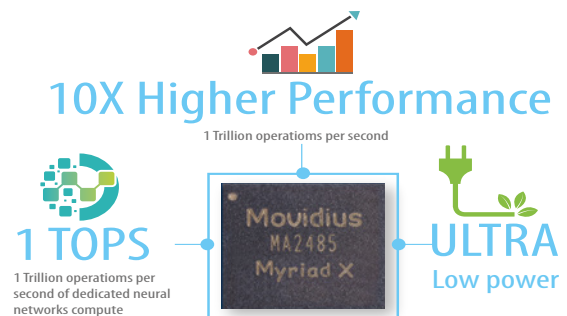 10X Higher Performance
1 Trillion operatioms per second
1 TOPS
1 Trillion operatioms per
second of dedicated neural
networks compute
Movidius
MA2485
Myriad X
ULTRA
Low power